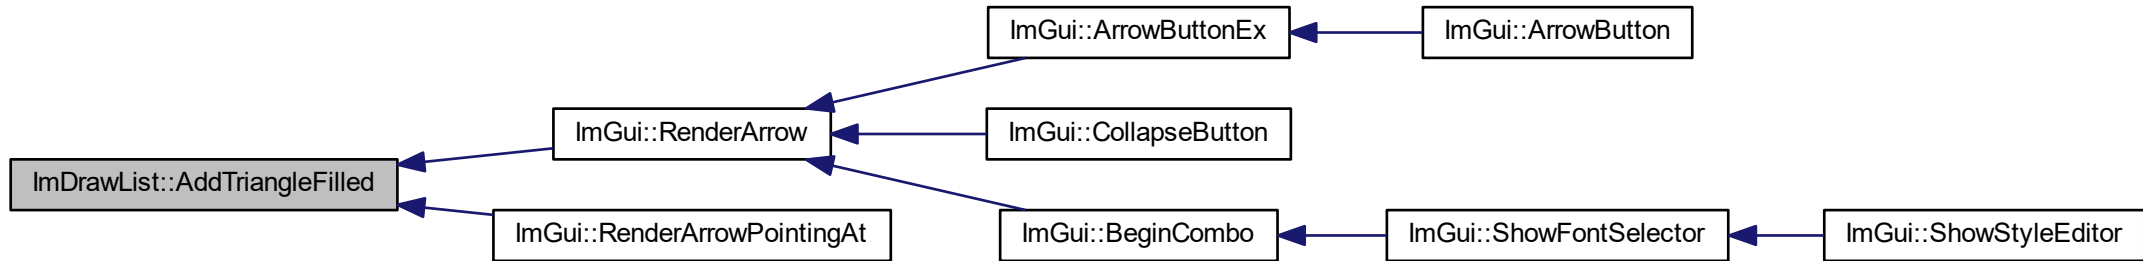 ImGui::ArrowButtonEx
ImGui::ArrowButton
ImGui::RenderArrow
ImGui::CollapseButton
ImDrawList::AddTriangleFilled
ImGui::RenderArrowPointingAt
ImGui::BeginCombo
ImGui::ShowFontSelector
ImGui::ShowStyleEditor